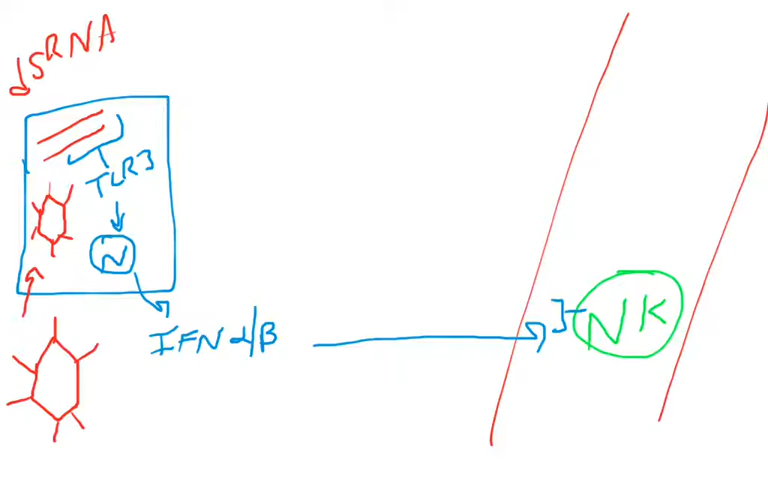 dsRNA
TLR3
N
IFN α/β
NK